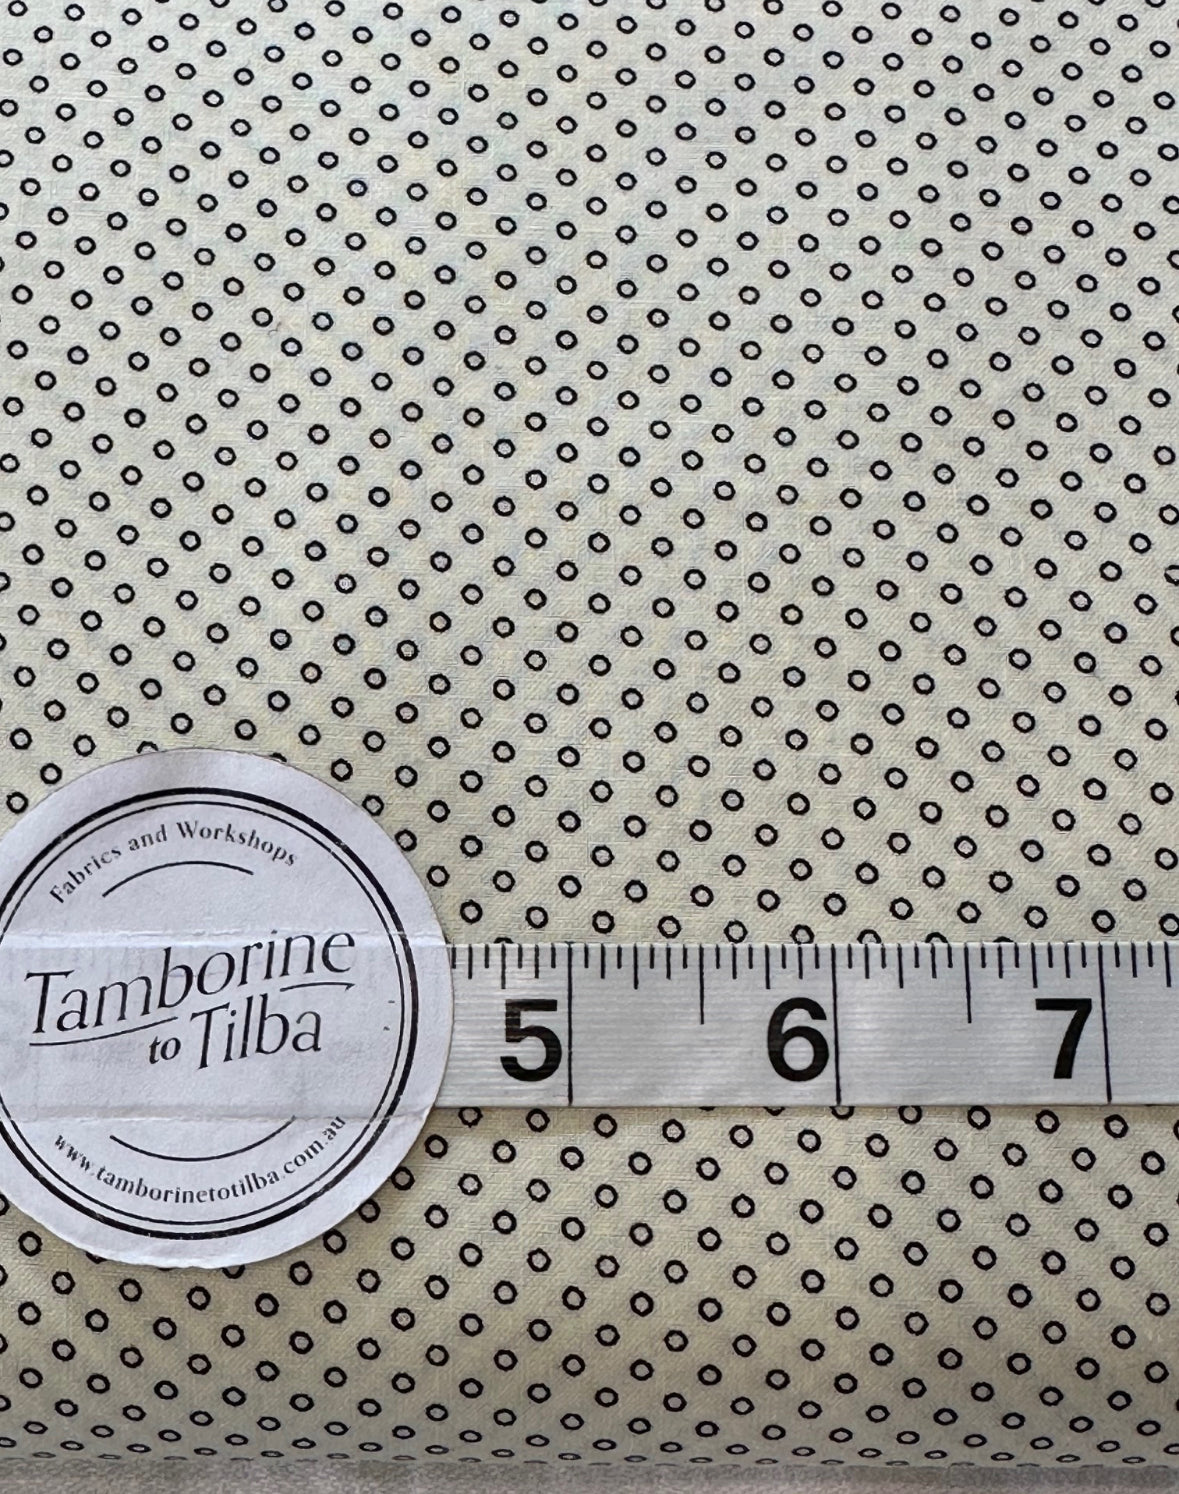 Fabrics and Workshops
Tamborine
to Tilba
www.tamborinetotilba.com.au
5 6 7